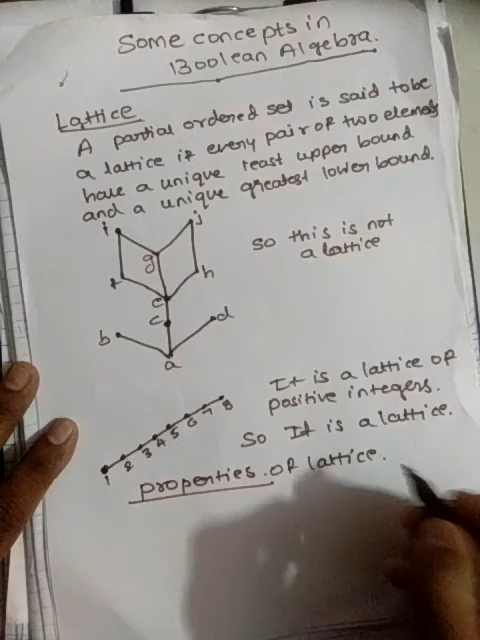 Some concepts in
Boolean Algebra.
Lattice
A partial ordered set is said to be
a lattice if every pair of two elements
have a unique least upper bound
and a unique greatest lower bound.
i
j
g
f
h
e
c
b
d
a
so this is not
a lattice
1 2 3 4 5 6 7 8
It is a lattice of
positive integers.
So It is a lattice.
properties of lattice.